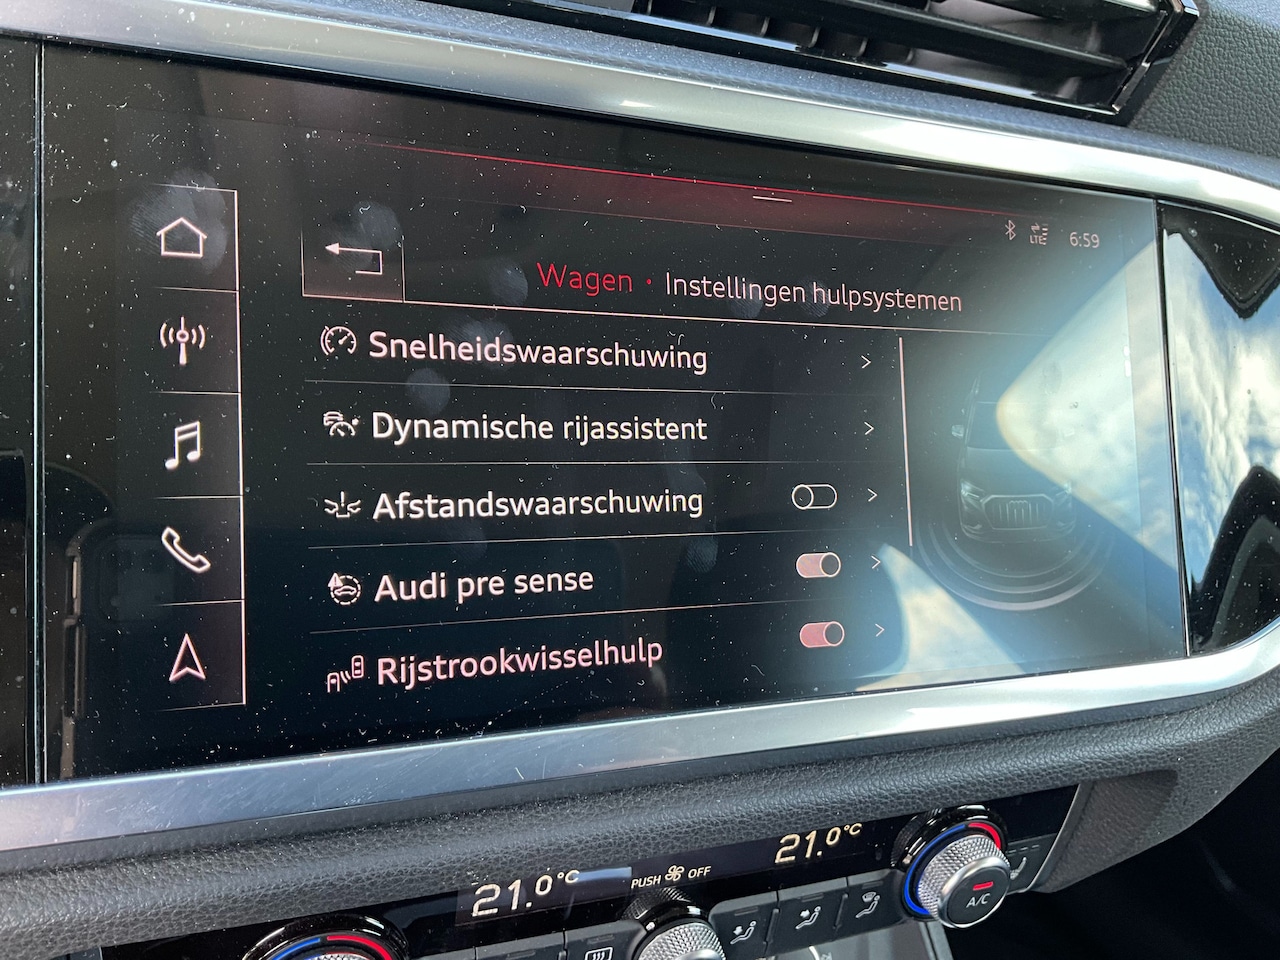 LTE 6:59
Wagen · Instellingen hulpsystemen
Snelheidswaarschuwing
Dynamische rijassistent
Afstandswaarschuwing
Audi pre sense
Rijstrookwisselhulp
21.0°C PUSH OFF 21.0°C
A/C